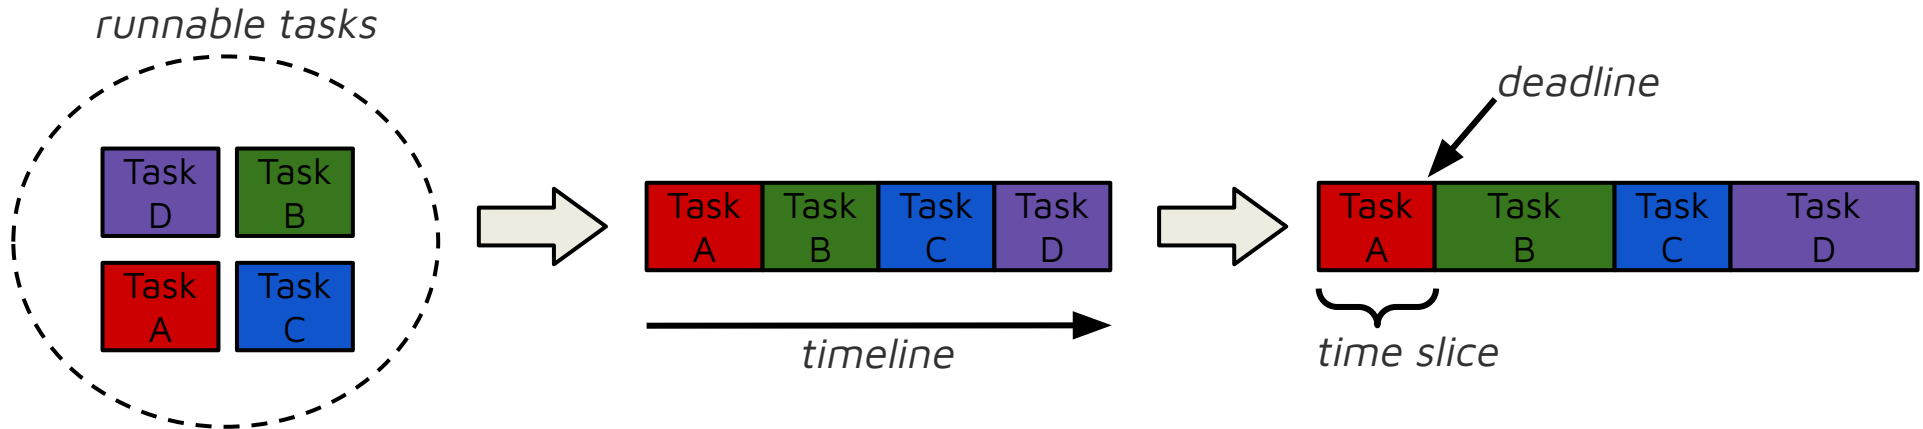 runnable tasks
Task
D
Task
B
Task
A
Task
C
Task
A
Task
B
Task
C
Task
D
timeline
deadline
Task
A
Task
B
Task
C
Task
D
time slice